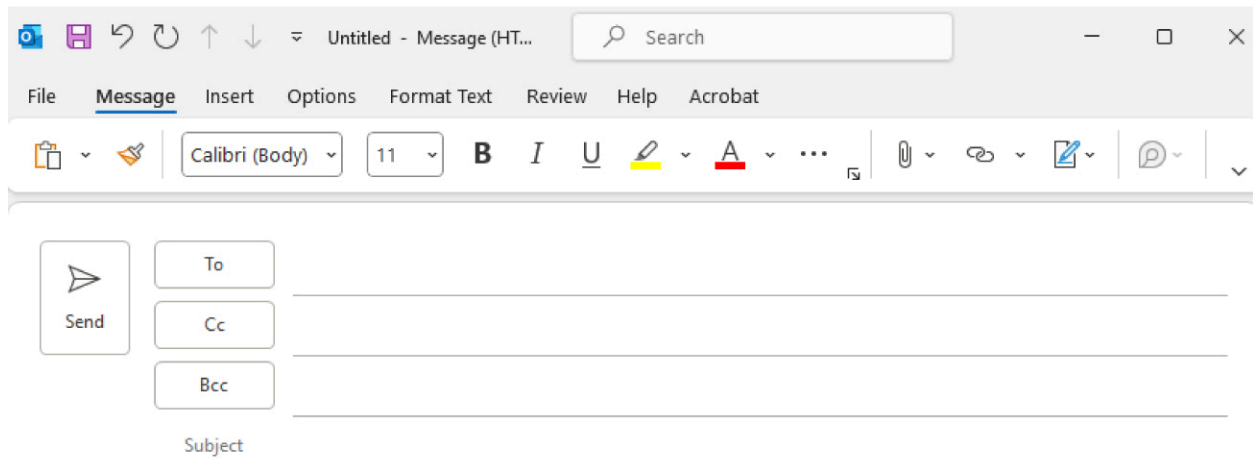 Untitled - Message (HT... Search
File Message Insert Options Format Text Review Help Acrobat
Calibri (Body) 11 B I U A ...
To
Send
Cc
Bcc
Subject